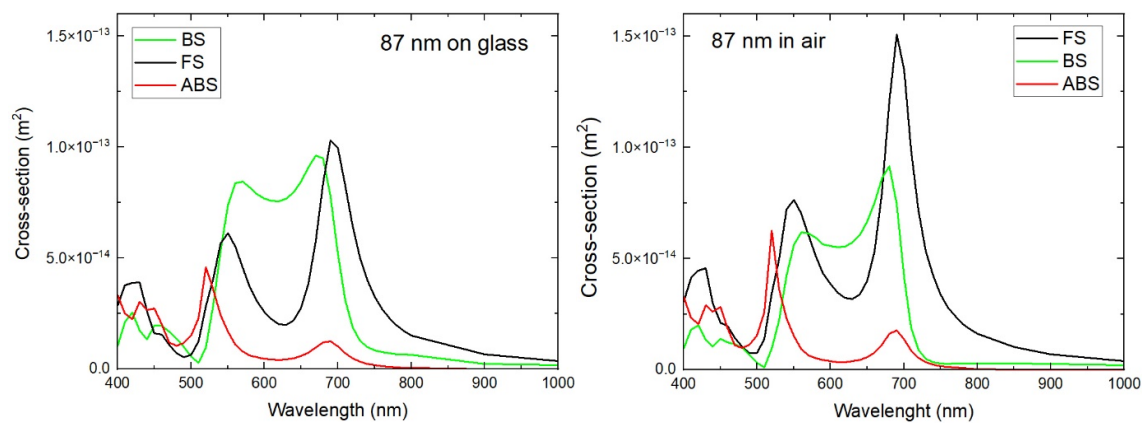 1.5×10⁻¹³
1.0×10⁻¹³
5.0×10⁻¹⁴
0.0
Cross-section (m²)
BS
FS
ABS
87 nm on glass
400 500 600 700 800 900 1000
Wavelength (nm)
1.5×10⁻¹³
1.0×10⁻¹³
5.0×10⁻¹⁴
0.0
Cross-section (m²)
87 nm in air
FS
BS
ABS
400 500 600 700 800 900 1000
Wavelenght (nm)